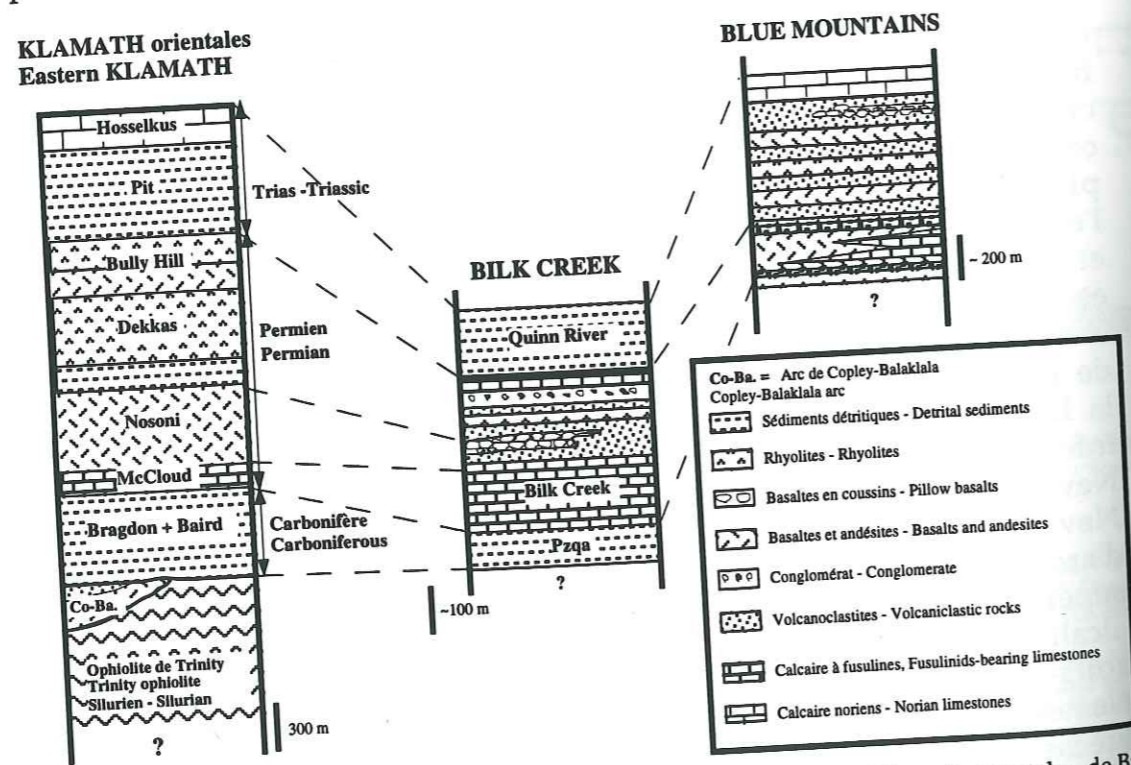 KLAMATH orientales
Eastern KLAMATH
Hosselkus
Pit
Bully Hill
Dekkas
Nosoni
McCloud
Bragdon + Baird
Co-Ba.
Ophiolite de Trinity
Trinity ophiolite
Silurien - Silurian
?
300 m
Trias -Triassic
Permien
Permian
Carbonifère
Carboniferous
BILK CREEK
Quinn River
Bilk Creek
Pzqa
?
~100 m
BLUE MOUNTAINS
?
~ 200 m
Co-Ba. = Arc de Copley-Balaklala
Copley-Balaklala arc
Sédiments détritiques - Detrital sediments
Rhyolites - Rhyolites
Basaltes en coussins - Pillow basalts
Basaltes et andésites - Basalts and andesites
Conglomérat - Conglomerate
Volcanoclastites - Volcaniclastic rocks
Calcaire à fusulines, Fusulinids-bearing limestones
Calcaire noriens - Norian limestones